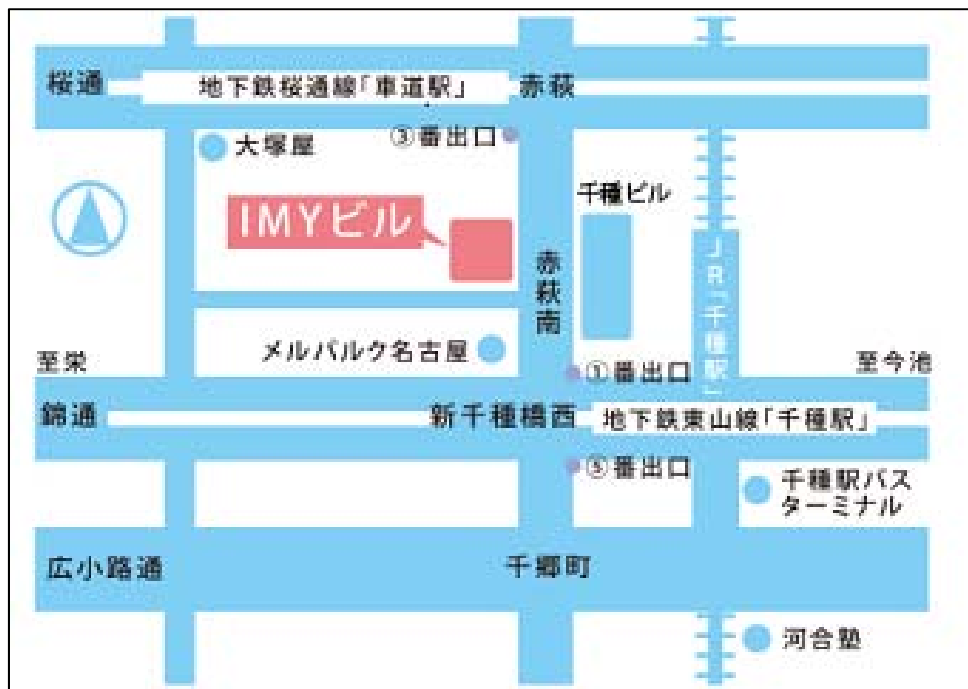 桜通
地下鉄桜通線「車道駅」
赤萩
大塚屋
③番出口
千種ビル
IMYビル
赤萩南
JR「千種駅」
メルパルク名古屋
至栄
①番出口
至今池
錦通
新千種橋西
地下鉄東山線「千種駅」
⑤番出口
千種駅バス
ターミナル
広小路通
千郷町
河合塾